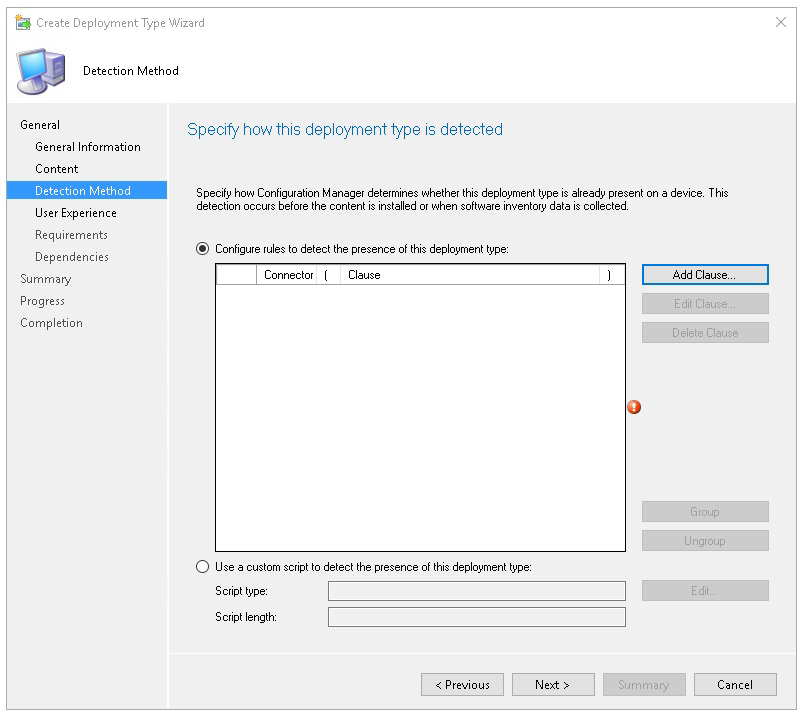 Create Deployment Type Wizard
Detection Method
General
General Information
Content
Detection Method
User Experience
Requirements
Dependencies
Summary
Progress
Completion
Specify how this deployment type is detected
Specify how Configuration Manager determines whether this deployment type is already present on a device. This
detection occurs before the content is installed or when software inventory data is collected.
Configure rules to detect the presence of this deployment type:
Connector ( Clause )
Add Clause...
Edit Clause...
Delete Clause
Group
Ungroup
Use a custom script to detect the presence of this deployment type:
Script type:
Edit...
Script length:
< Previous Next > Summary Cancel